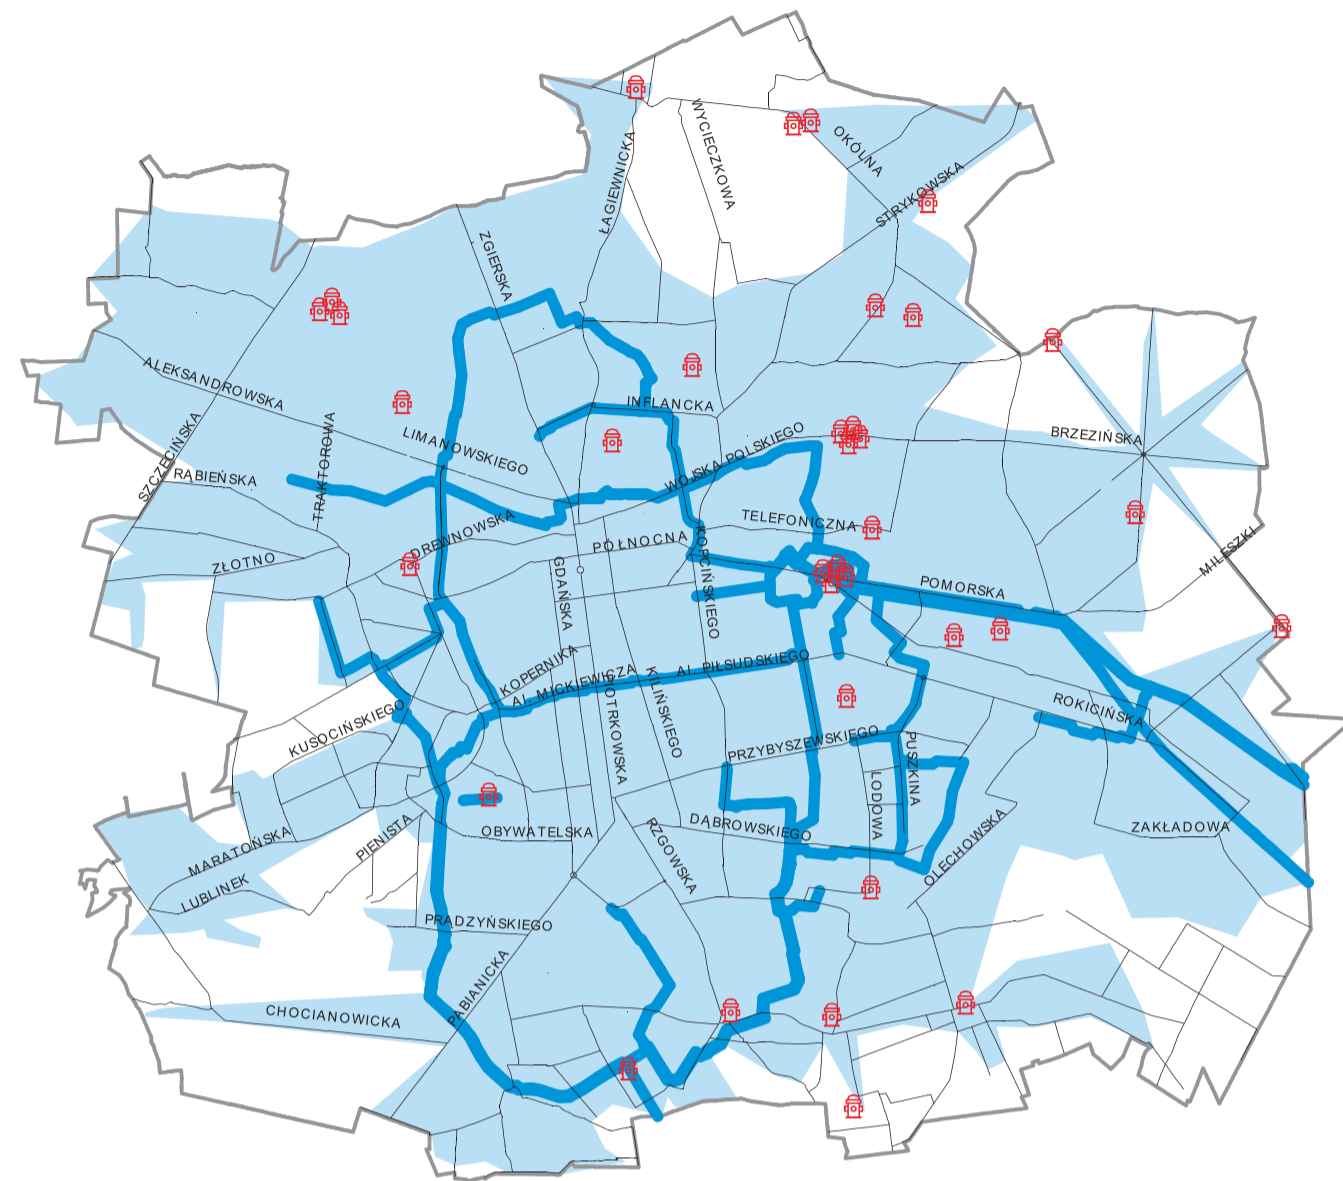 WYCIECZKOWA
OKÓLNA
ŁAGIEWNICKA
STRYKOWSKA
ZGIERSKA
ALEKSANDROWSKA
INFLANCKA
BRZEZIŃSKA
LIMANOWSKIEGO
WOJSKA POLSKIEGO
SZCZECIŃSKA
TRAKTOROWA
RĄBIEŃSKA
DREWNOWSKA
TELEFONICZNA
PÓŁNOCNA
KOPCIŃSKIEGO
MILESZKI
ZŁOTNO
GDAŃSKA
POMORSKA
KOPERNIKA
Al. MICKIEWICZA
Al. PIŁSUDSKIEGO
PIOTRKOWSKA
KILIŃSKIEGO
ROKICIŃSKA
KUSOCIŃSKIEGO
PRZYBYSZEWSKIEGO
PUSZKINA
LODOWA
OBYWATELSKA
DĄBROWSKIEGO
ZAKŁADOWA
MARATOŃSKA
PIENISTA
RZGOWSKA
OLECHOWSKA
LUBLINEK
PRĄDZYŃSKIEGO
PABIANICKA
CHOCIANOWICKA